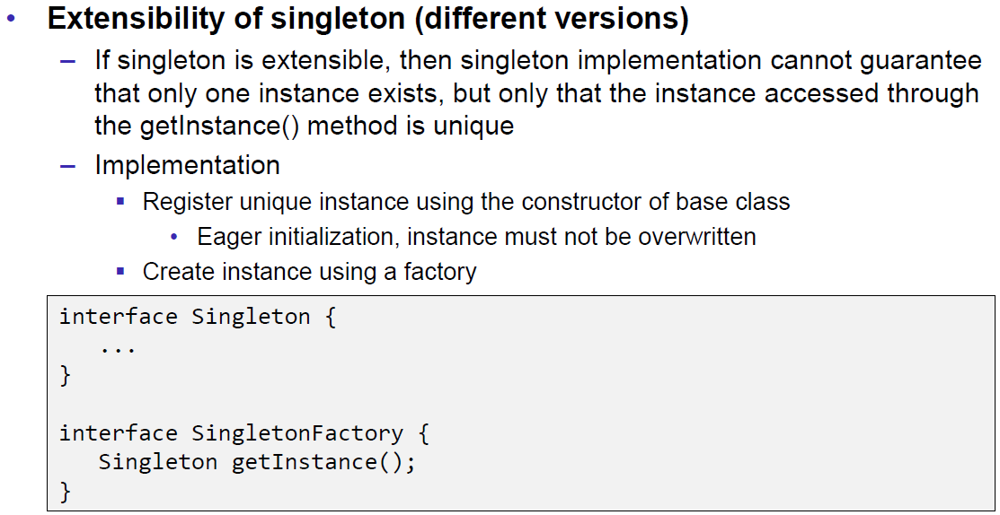 • Extensibility of singleton (different versions)
– If singleton is extensible, then singleton implementation cannot guarantee
that only one instance exists, but only that the instance accessed through
the getInstance() method is unique
– Implementation
▪ Register unique instance using the constructor of base class
• Eager initialization, instance must not be overwritten
▪ Create instance using a factory
interface Singleton {
   ...
}
interface SingletonFactory {
   Singleton getInstance();
}